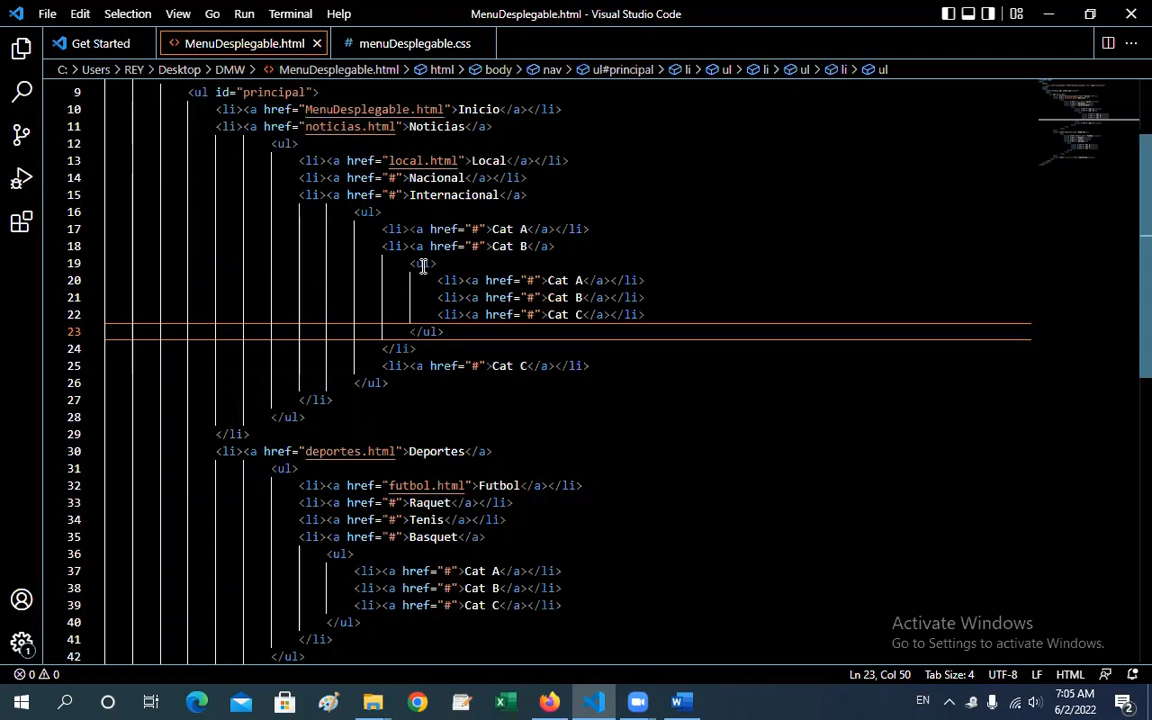 File Edit Selection View Go Run Terminal Help MenuDesplegable.html - Visual Studio Code
Get Started <> MenuDesplegable.html # menuDesplegable.css
C: > Users > REY > Desktop > DMW > <> MenuDesplegable.html > html > body > nav > ul#principal > li > ul > li > ul > li > ul
9 <ul id="principal">
10 <li><a href="MenuDesplegable.html">Inicio</a></li>
11 <li><a href="noticias.html">Noticias</a>
12 <ul>
13 <li><a href="local.html">Local</a></li>
14 <li><a href="#">Nacional</a></li>
15 <li><a href="#">Internacional</a>
16 <ul>
17 <li><a href="#">Cat A</a></li>
18 <li><a href="#">Cat B</a>
19 <ul>
20 <li><a href="#">Cat A</a></li>
21 <li><a href="#">Cat B</a></li>
22 <li><a href="#">Cat C</a></li>
23 </ul>
24 </li>
25 <li><a href="#">Cat C</a></li>
26 </ul>
27 </li>
28 </ul>
29 </li>
30 <li><a href="deportes.html">Deportes</a>
31 <ul>
32 <li><a href="futbol.html">Futbol</a></li>
33 <li><a href="#">Raquet</a></li>
34 <li><a href="#">Tenis</a></li>
35 <li><a href="#">Basquet</a>
36 <ul>
37 <li><a href="#">Cat A</a></li>
38 <li><a href="#">Cat B</a></li>
39 <li><a href="#">Cat C</a></li>
40 </ul>
41 </li>
42 </ul>
Activate Windows
Go to Settings to activate Windows.
1
0 0 Ln 23, Col 50 Tab Size: 4 UTF-8 LF HTML
EN 7:05 AM
6/2/2022 2